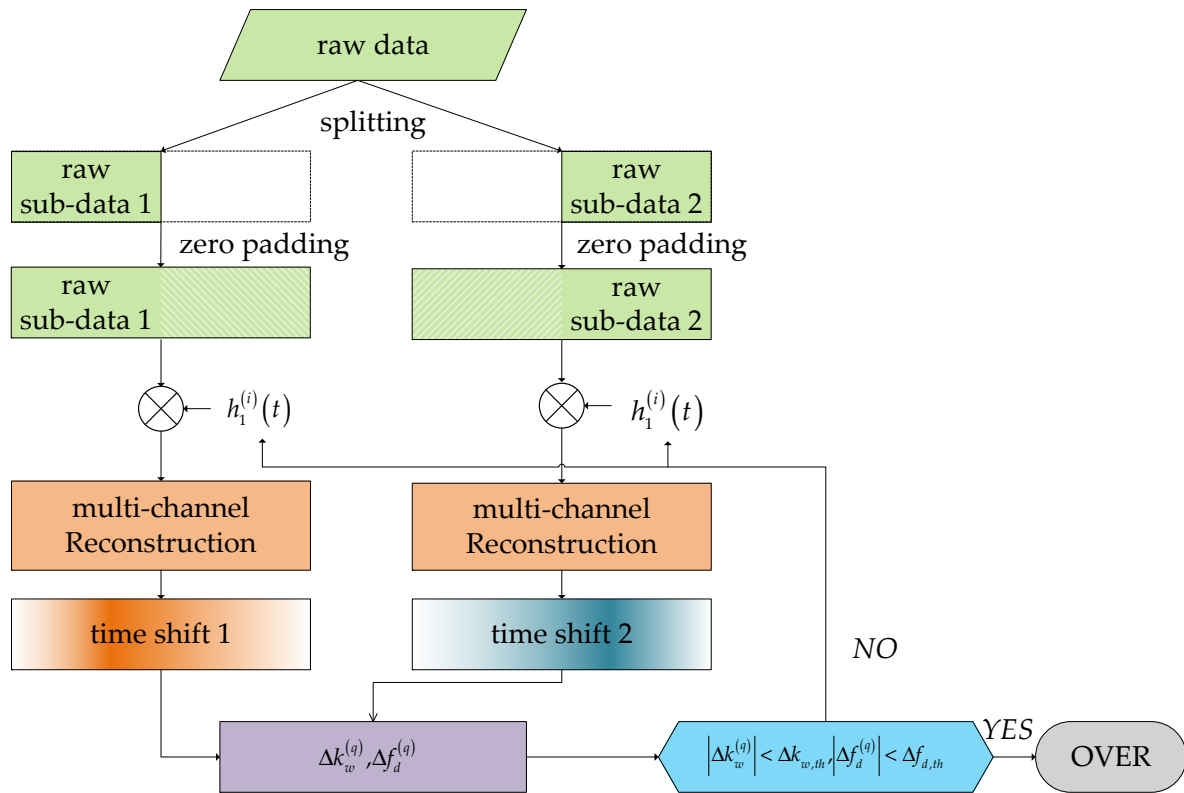 raw data
splitting
raw
sub-data 1
raw
sub-data 2
zero padding
zero padding
raw
sub-data 1
raw
sub-data 2
h₁⁽ⁱ⁾(t)
h₁⁽ⁱ⁾(t)
multi-channel
Reconstruction
multi-channel
Reconstruction
time shift 1
time shift 2
NO
Δk_w^(q),Δf_d^(q)
|Δk_w^(q)| < Δk_{w,th},|Δf_d^(q)| < Δf_{d,th}
YES
OVER